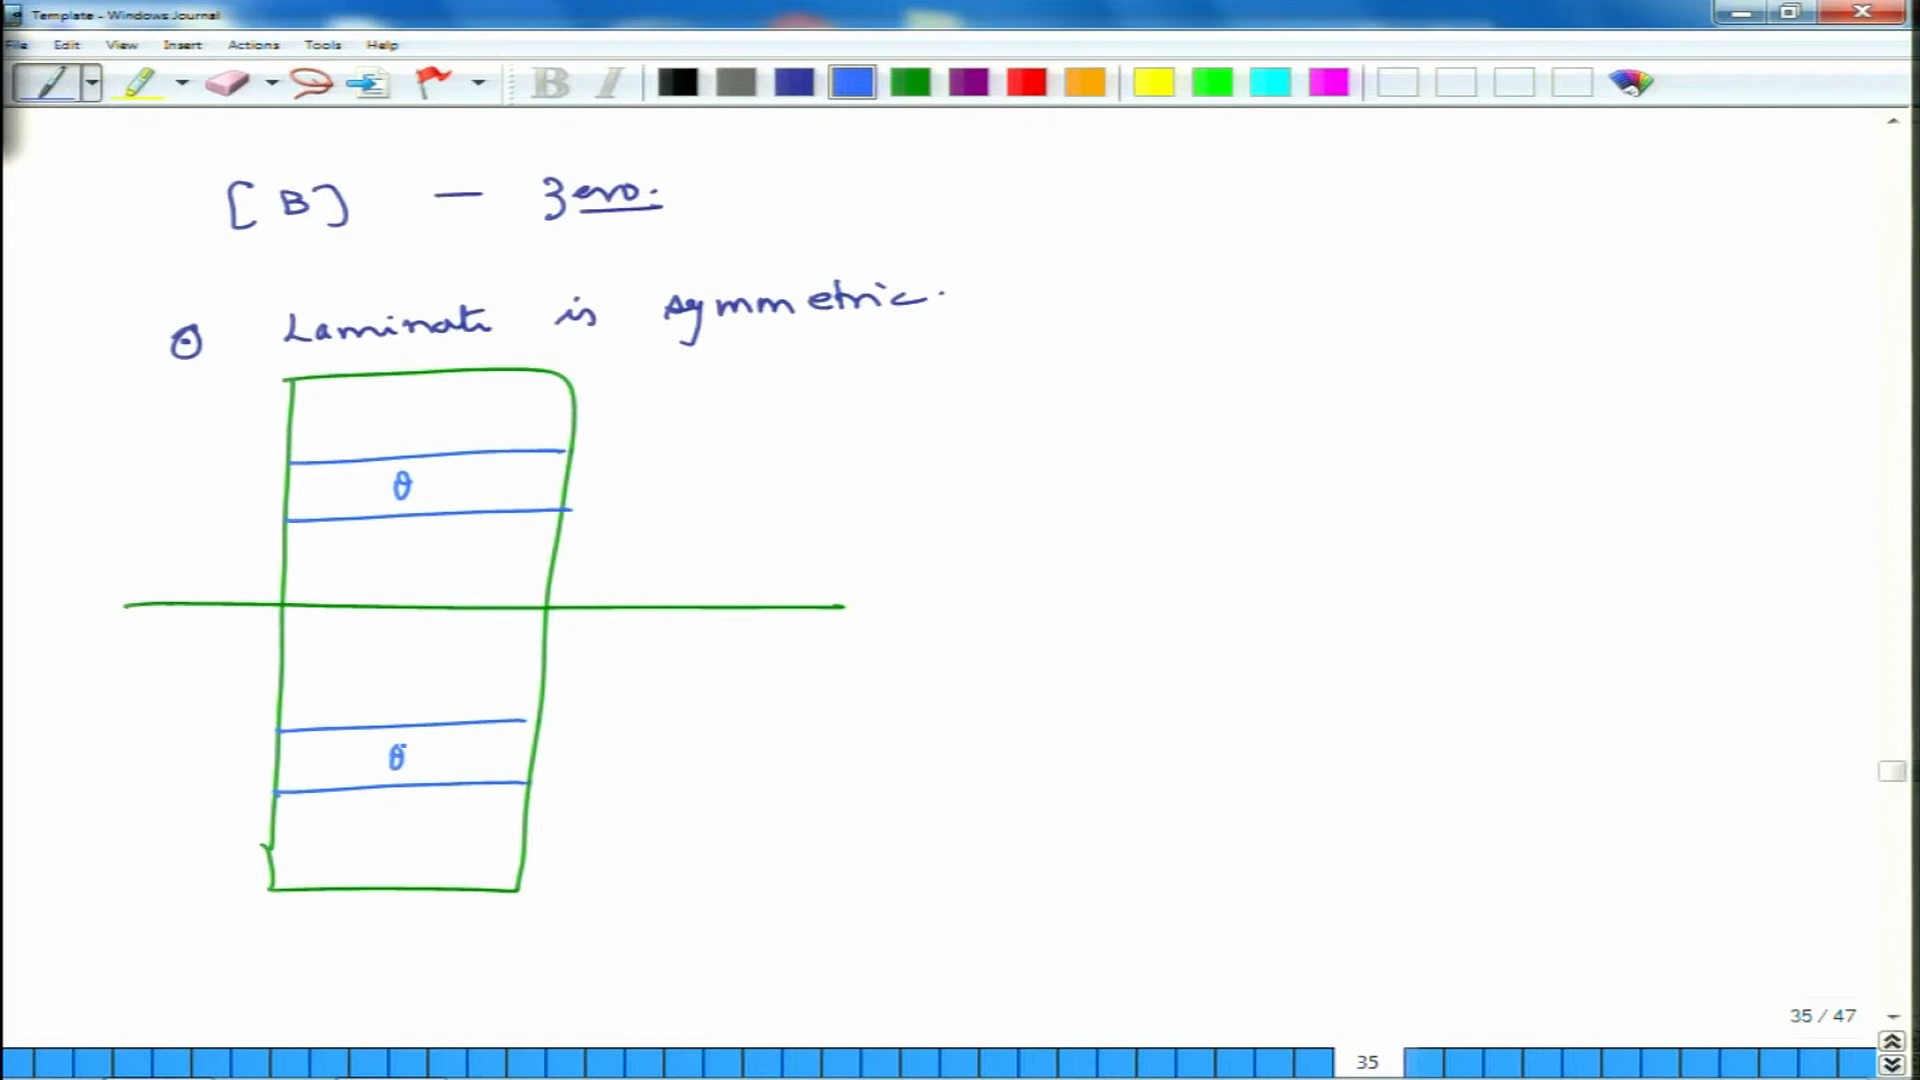 Template - Windows Journal
File Edit View Insert Actions Tools Help
B I
[B] — Zero.
⊙ Laminate is symmetric.
θ
θ
35 / 47
35